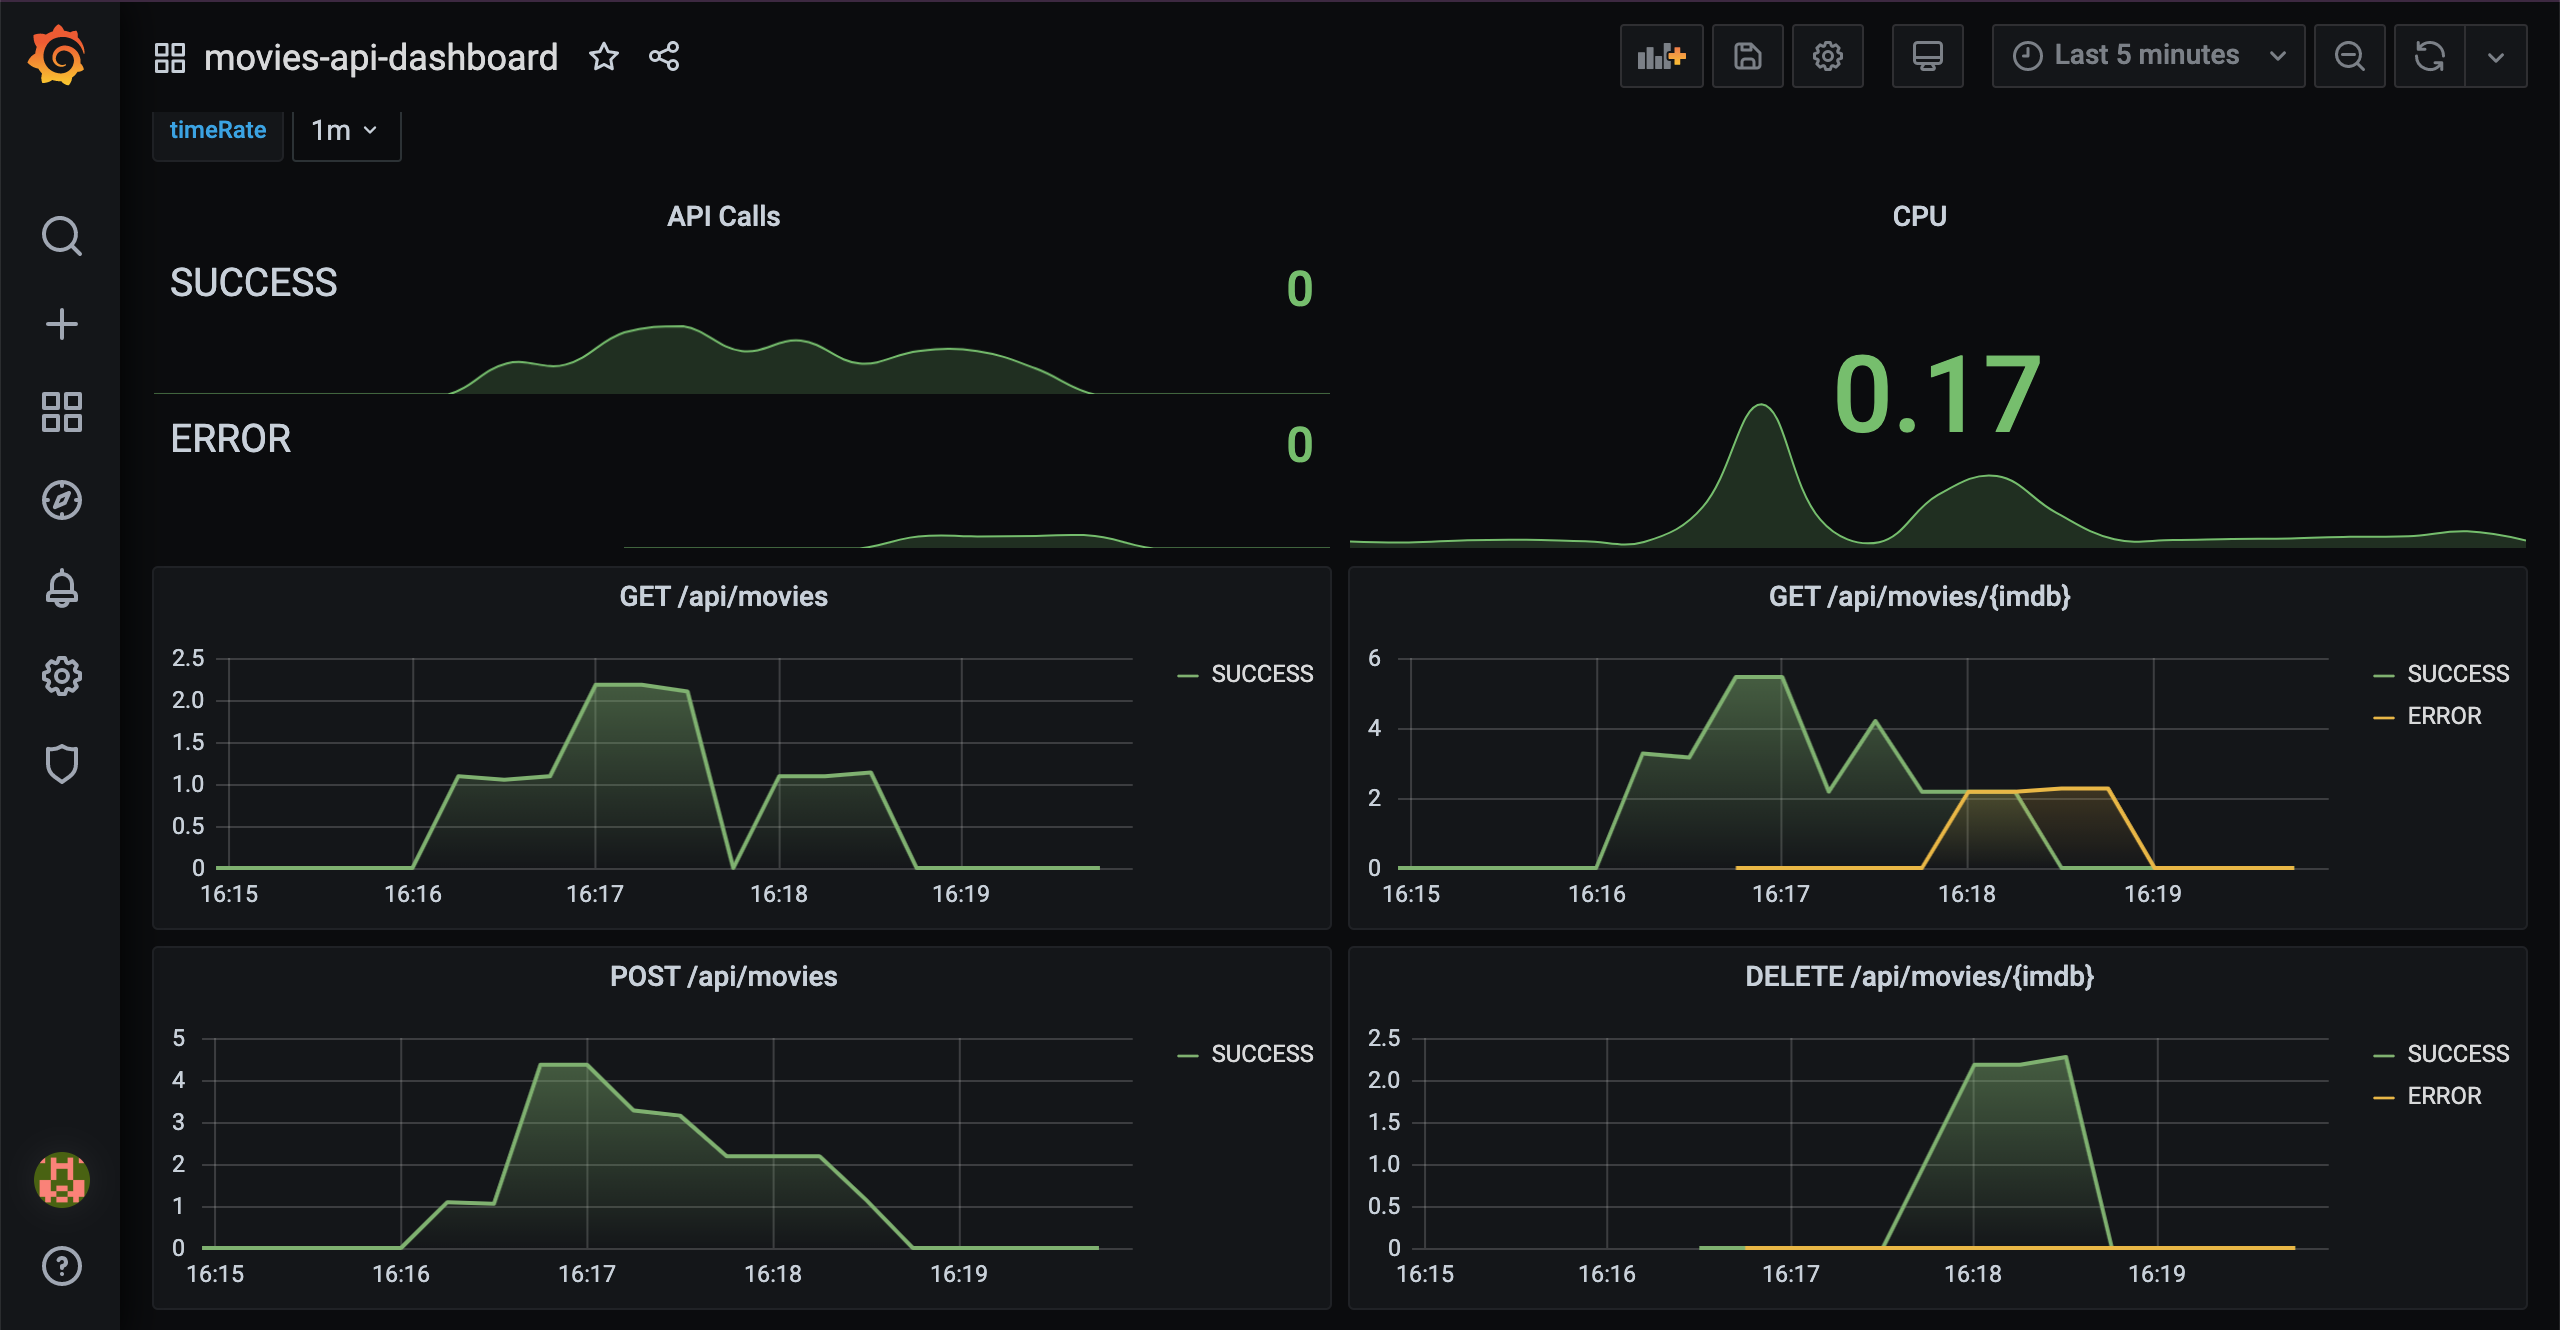 movies-api-dashboard
Last 5 minutes
timeRate
1m
API Calls
SUCCESS
0
ERROR
0
CPU
0.17
GET /api/movies
2.5
2.0
1.5
1.0
0.5
0
16:15 16:16 16:17 16:18 16:19
SUCCESS
GET /api/movies/{imdb}
6
4
2
0
16:15 16:16 16:17 16:18 16:19
SUCCESS
ERROR
POST /api/movies
5
4
3
2
1
0
16:15 16:16 16:17 16:18 16:19
SUCCESS
DELETE /api/movies/{imdb}
2.5
2.0
1.5
1.0
0.5
0
16:15 16:16 16:17 16:18 16:19
SUCCESS
ERROR